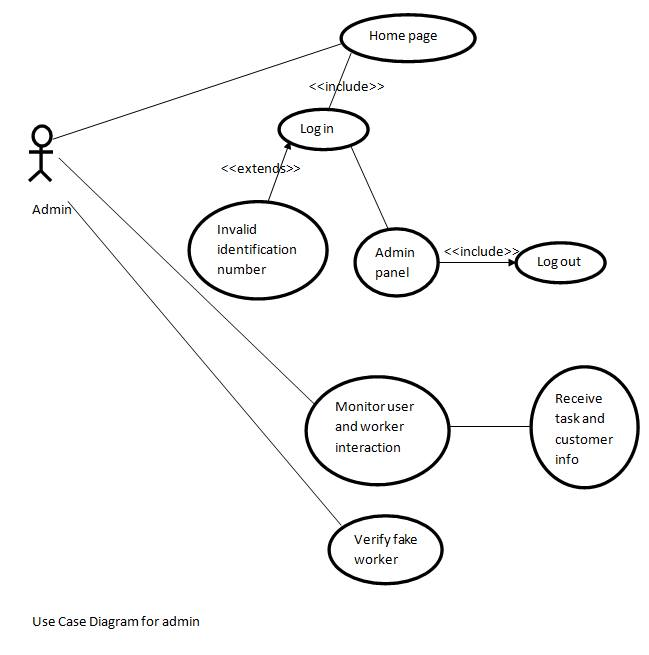 Home page
<<include>>
Log in
<<extends>>
Admin
Invalid
identification
number
Admin
panel
<<include>>
Log out
Monitor user
and worker
interaction
Receive
task and
customer
info
Verify fake
worker
Use Case Diagram for admin